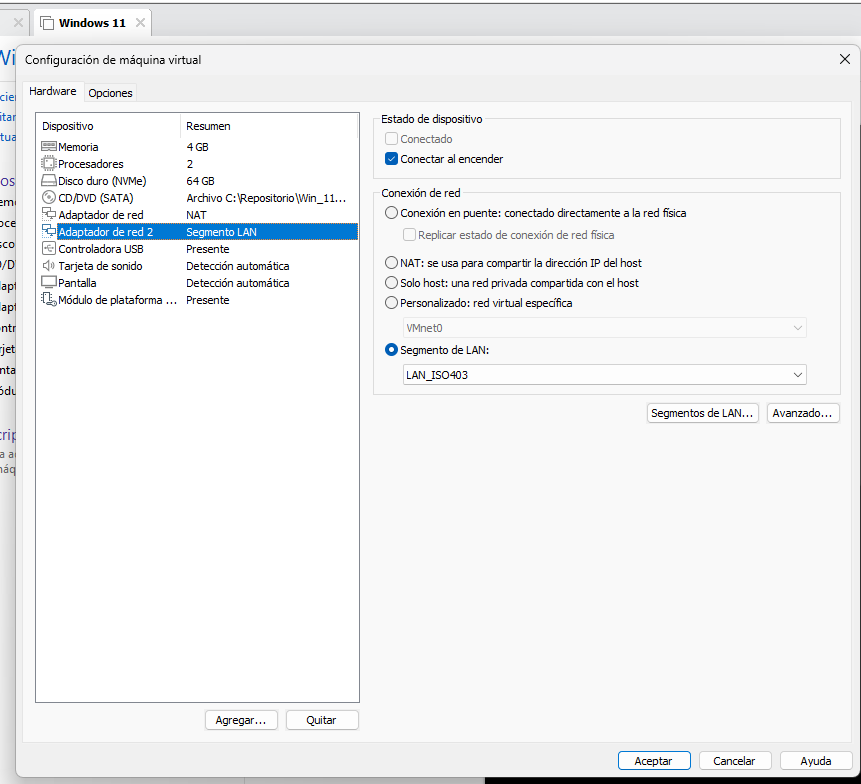 Windows 11
Configuración de máquina virtual
Hardware Opciones
Dispositivo Resumen
Memoria 4 GB
Procesadores 2
Disco duro (NVMe) 64 GB
CD/DVD (SATA) Archivo C:\Repositorio\Win_11...
Adaptador de red NAT
Adaptador de red 2 Segmento LAN
Controladora USB Presente
Tarjeta de sonido Detección automática
Pantalla Detección automática
Módulo de plataforma ... Presente
Agregar... Quitar
Estado de dispositivo
Conectado
Conectar al encender
Conexión de red
Conexión en puente: conectado directamente a la red física
Replicar estado de conexión de red física
NAT: se usa para compartir la dirección IP del host
Solo host: una red privada compartida con el host
Personalizado: red virtual específica
VMnet0
Segmento de LAN:
LAN_ISO403
Segmentos de LAN... Avanzado...
Aceptar Cancelar Ayuda